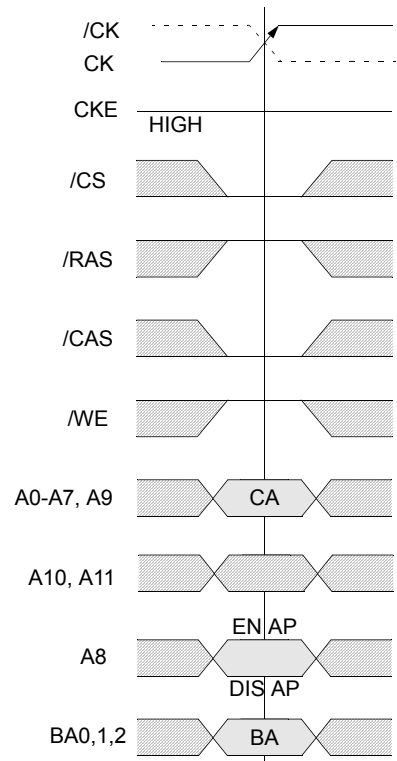 /CK
CK
CKE
HIGH
/CS
/RAS
/CAS
/WE
A0-A7, A9
CA
A10, A11
EN AP
A8
DIS AP
BA0,1,2
BA